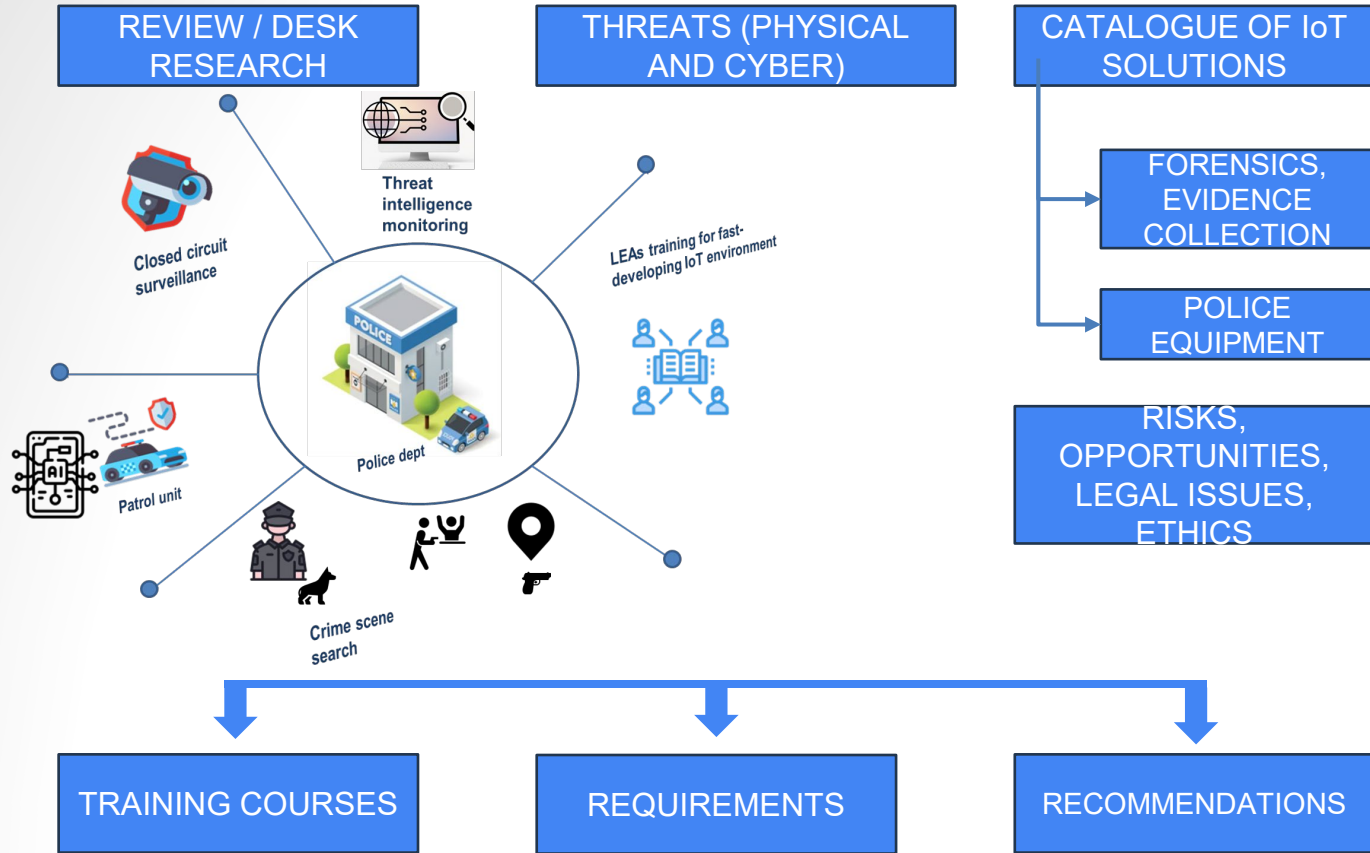 REVIEW / DESK
RESEARCH
THREATS (PHYSICAL
AND CYBER)
CATALOGUE OF IoT
SOLUTIONS
Threat
intelligence
monitoring
Closed circuit
surveillance
LEAs training for fast-
developing IoT environment
FORENSICS,
EVIDENCE
COLLECTION
POLICE
EQUIPMENT
POLICE
Police dept
AI
Patrol unit
RISKS,
OPPORTUNITIES,
LEGAL ISSUES,
ETHICS
Crime scene
search
TRAINING COURSES
REQUIREMENTS
RECOMMENDATIONS